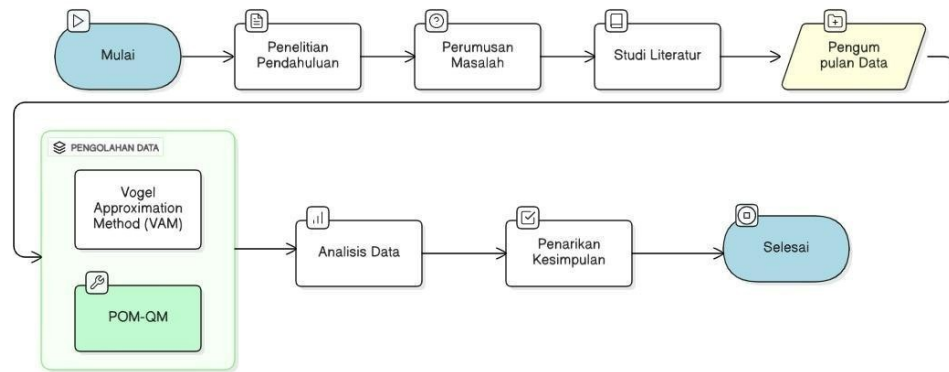 Mulai
Penelitian
Pendahuluan
Perumusan
Masalah
Studi Literatur
Pengum
pulan Data
PENGOLAHAN DATA
Vogel
Approximation
Method (VAM)
POM-QM
Analisis Data
Penarikan
Kesimpulan
Selesai